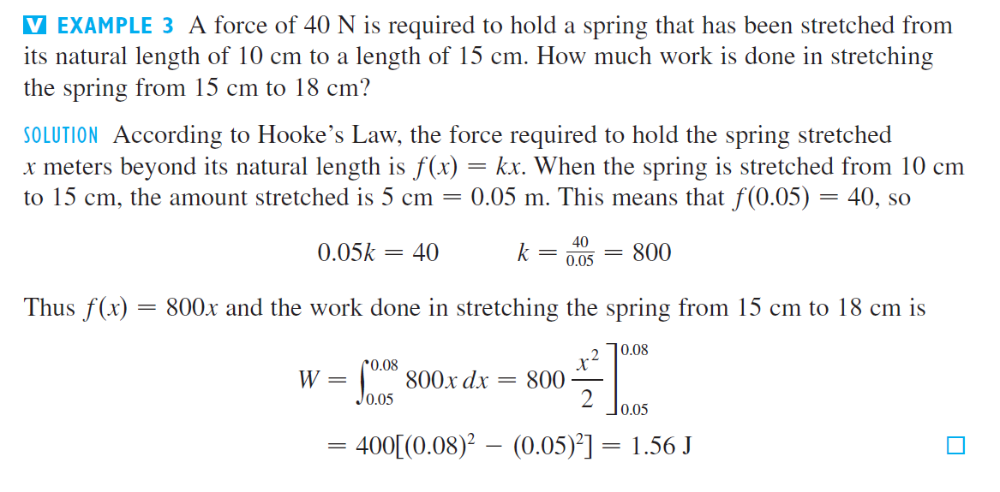 V EXAMPLE 3 A force of 40 N is required to hold a spring that has been stretched from
its natural length of 10 cm to a length of 15 cm. How much work is done in stretching
the spring from 15 cm to 18 cm?
SOLUTION According to Hooke’s Law, the force required to hold the spring stretched
x meters beyond its natural length is f(x) = kx. When the spring is stretched from 10 cm
to 15 cm, the amount stretched is 5 cm = 0.05 m. This means that f(0.05) = 40, so
0.05k = 40 k = 40/0.05 = 800
Thus f(x) = 800x and the work done in stretching the spring from 15 cm to 18 cm is
W = ∫_{0.05}^{0.08} 800x dx = 800 x²/2 ]_{0.05}^{0.08}
= 400[(0.08)² − (0.05)²] = 1.56 J